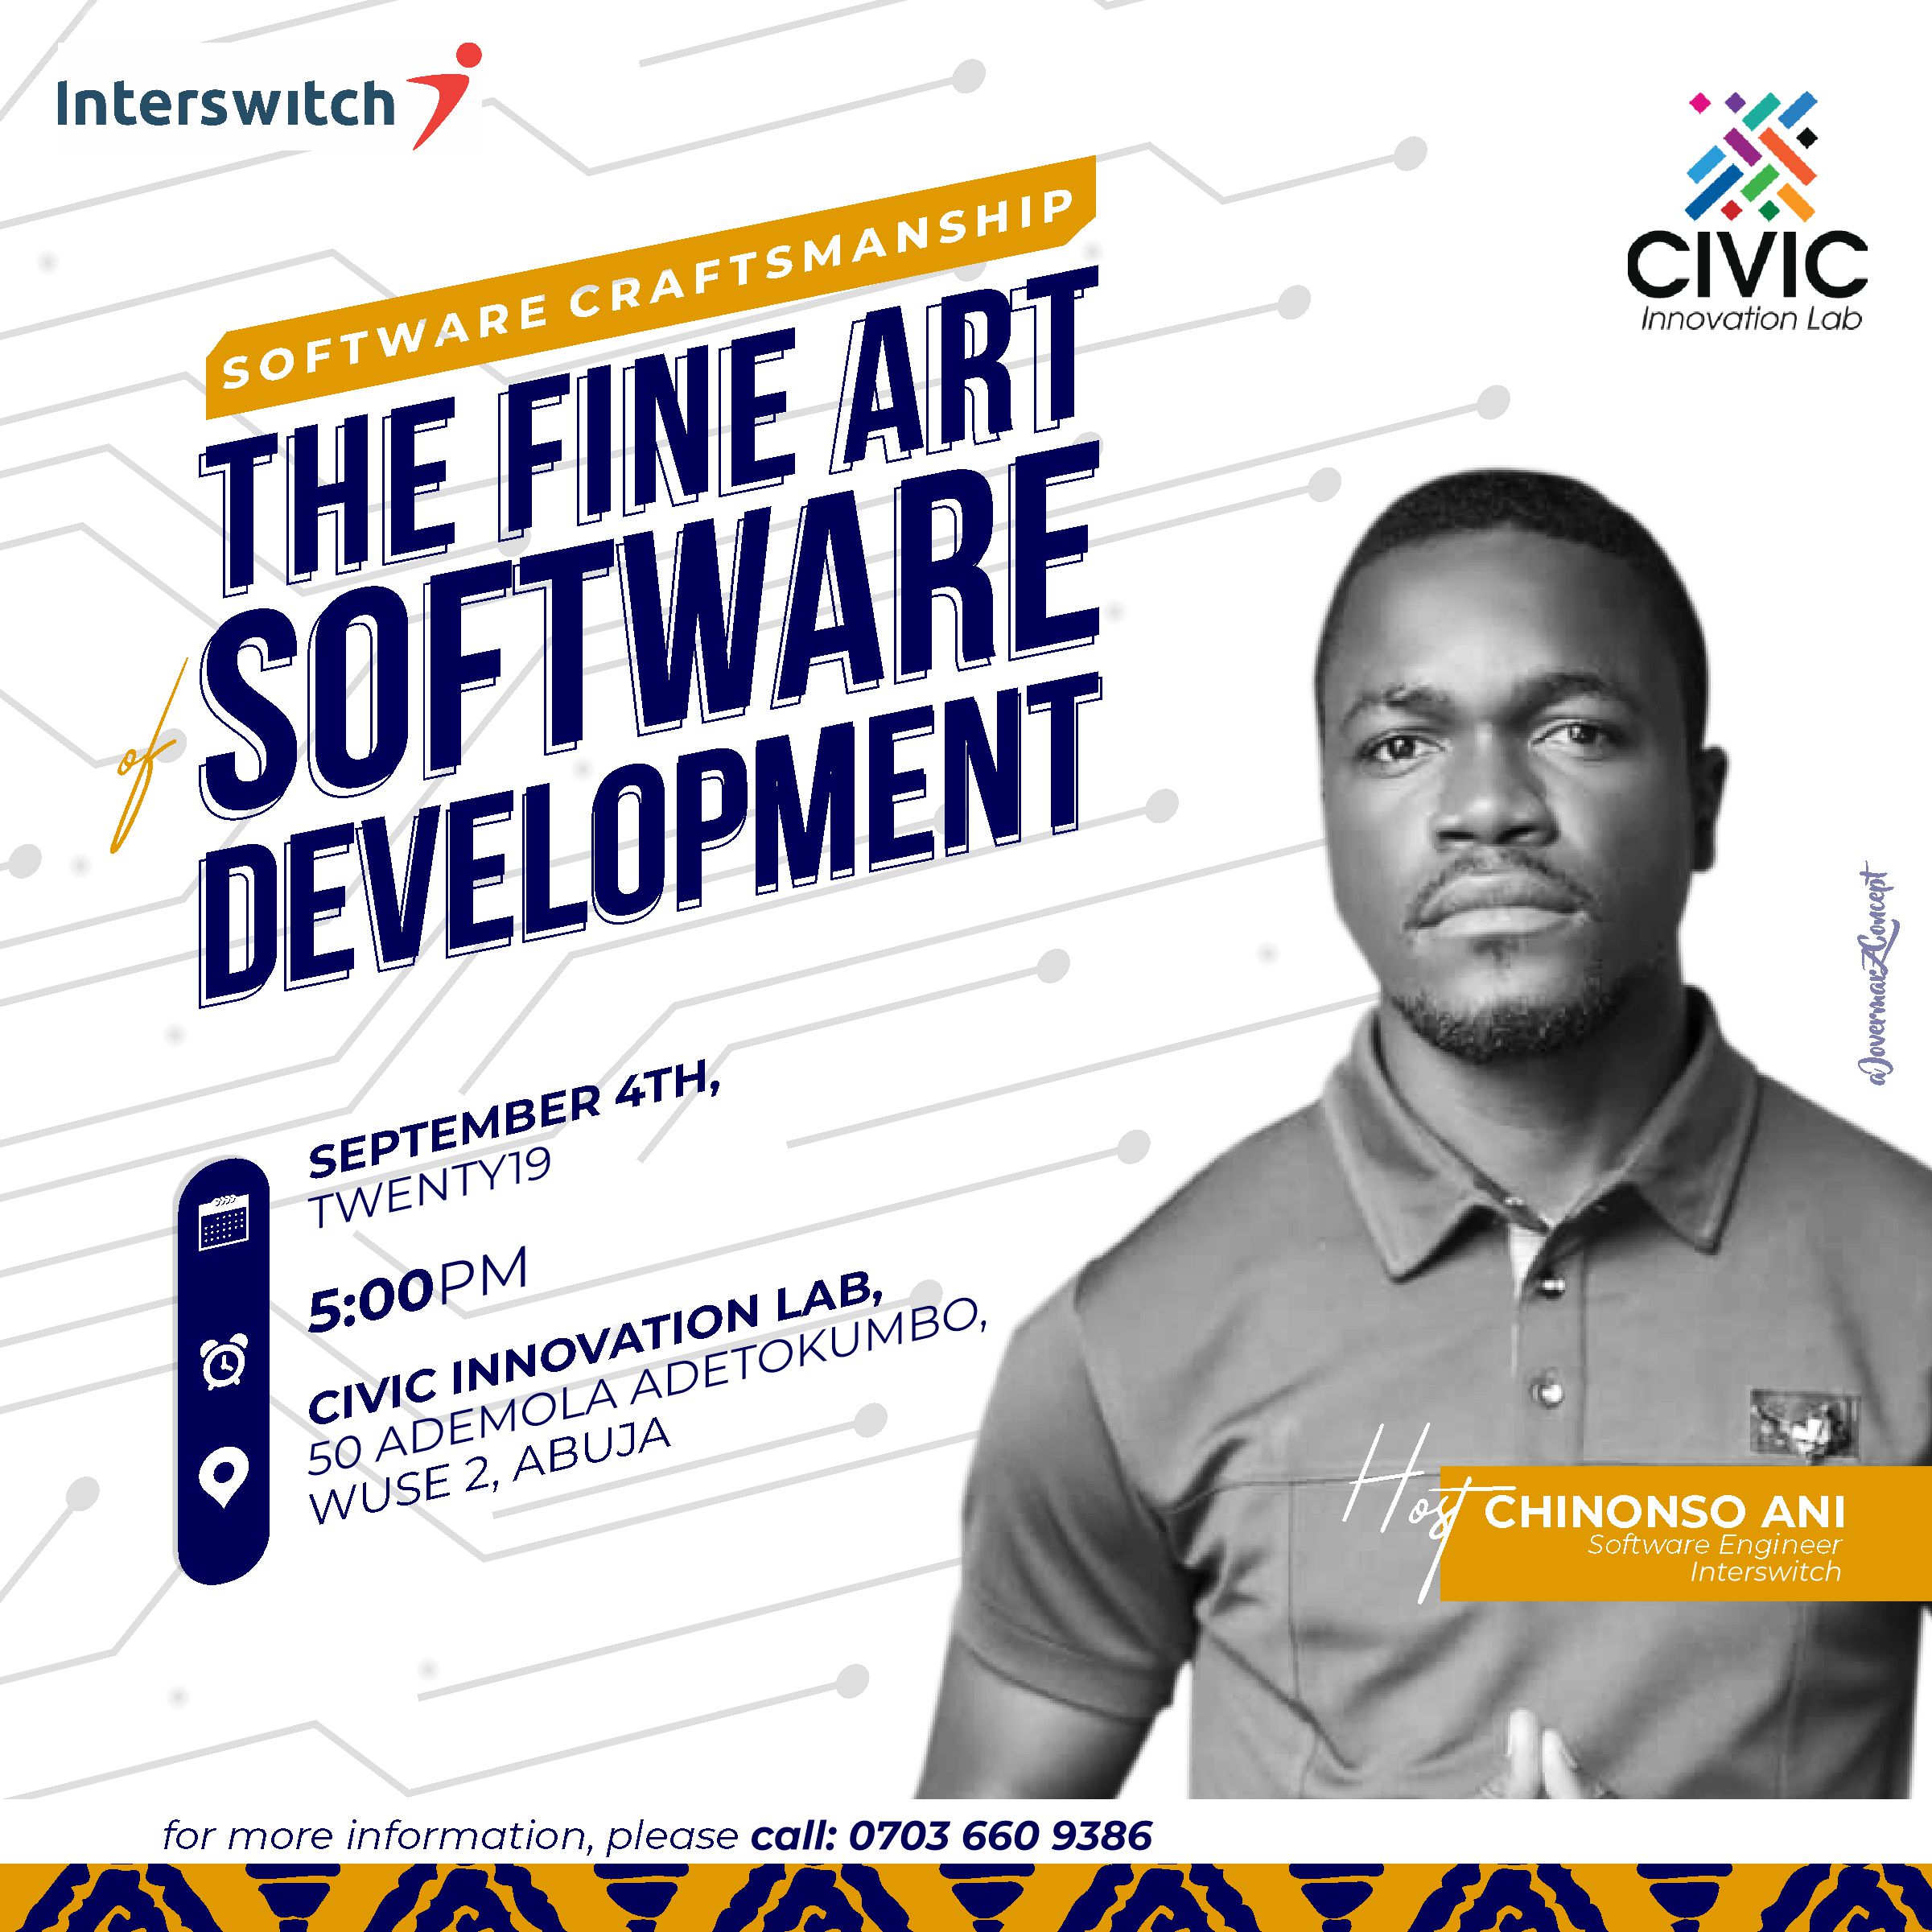 Interswitch
CIVIC
Innovation Lab
SOFTWARE CRAFTSMANSHIP
THE FINE ART
of SOFTWARE
DEVELOPMENT
SEPTEMBER 4TH,
TWENTY19
5:00PM
CIVIC INNOVATION LAB,
50 ADEMOLA ADETOKUMBO,
WUSE 2, ABUJA
Host CHINONSO ANI
Software Engineer
Interswitch
for more information, please call: 0703 660 9386